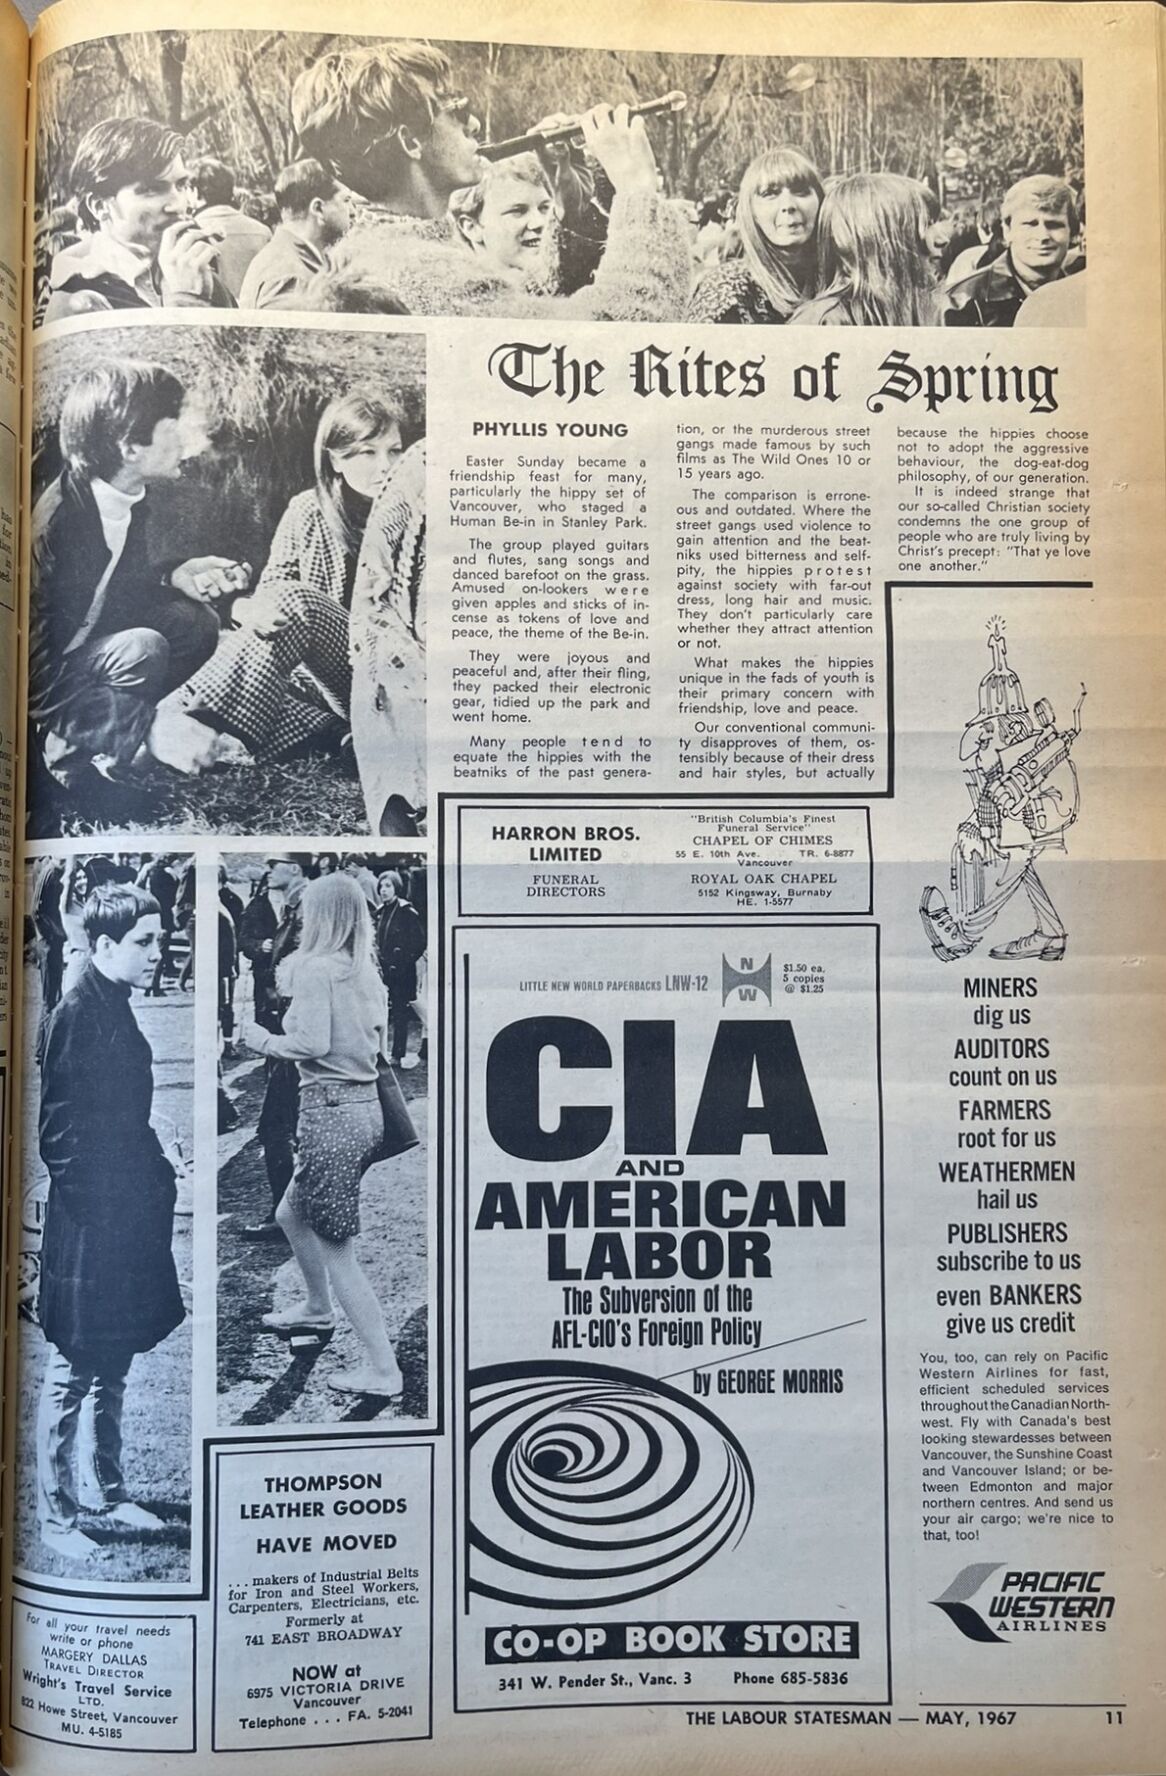 The Rites of Spring
PHYLLIS YOUNG
Easter Sunday became a
friendship feast for many,
particularly the hippy set of
Vancouver, who staged a
Human Be-in in Stanley Park.
The group played guitars
and flutes, sang songs and
danced barefoot on the grass.
Amused on-lookers were
given apples and sticks of in-
cense as tokens of love and
peace, the theme of the Be-in.
They were joyous and
peaceful and, after their fling,
they packed their electronic
gear, tidied up the park and
went home.
Many people tend to
equate the hippies with the
beatniks of the past genera-
tion, or the murderous street
gangs made famous by such
films as The Wild Ones 10 or
15 years ago.
The comparison is errone-
ous and outdated. Where the
street gangs used violence to
gain attention and the beat-
niks used bitterness and self-
pity, the hippies protest
against society with far-out
dress, long hair and music.
They don't particularly care
whether they attract attention
or not.
What makes the hippies
unique in the fads of youth is
their primary concern with
friendship, love and peace.
Our conventional communi-
ty disapproves of them, os-
tensibly because of their dress
and hair styles, but actually
because the hippies choose
not to adopt the aggressive
behaviour, the dog-eat-dog
philosophy, of our generation.
It is indeed strange that
our so-called Christian society
condemns the one group of
people who are truly living by
Christ's precept: "That ye love
one another."
HARRON BROS.
LIMITED
FUNERAL
DIRECTORS
"British Columbia's Finest
Funeral Service"
CHAPEL OF CHIMES
55 E. 10th Ave. TR. 6-8877
Vancouver
ROYAL OAK CHAPEL
5152 Kingsway, Burnaby
HE. 1-5577
LITTLE NEW WORLD PAPERBACKS LNW-12
N
W
$1.50 ea.
5 copies
@ $1.25
CIA
AND
AMERICAN
LABOR
The Subversion of the
AFL-CIO's Foreign Policy
by GEORGE MORRIS
CO-OP BOOK STORE
341 W. Pender St., Vanc. 3 Phone 685-5836
MINERS
dig us
AUDITORS
count on us
FARMERS
root for us
WEATHERMEN
hail us
PUBLISHERS
subscribe to us
even BANKERS
give us credit
You, too, can rely on Pacific
Western Airlines for fast,
efficient scheduled services
throughout the Canadian North-
west. Fly with Canada's best
looking stewardesses between
Vancouver, the Sunshine Coast
and Vancouver Island; or be-
tween Edmonton and major
northern centres. And send us
your air cargo; we're nice to
that, too!
PACIFIC
WESTERN
AIRLINES
THOMPSON
LEATHER GOODS
HAVE MOVED
. . . makers of Industrial Belts
for Iron and Steel Workers,
Carpenters, Electricians, etc.
Formerly at
741 EAST BROADWAY
NOW at
6975 VICTORIA DRIVE
Vancouver
Telephone . . . FA. 5-2041
For all your travel needs
write or phone
MARGERY DALLAS
TRAVEL DIRECTOR
Wright's Travel Service
LTD.
822 Howe Street, Vancouver
MU. 4-5185
THE LABOUR STATESMAN — MAY, 1967 11